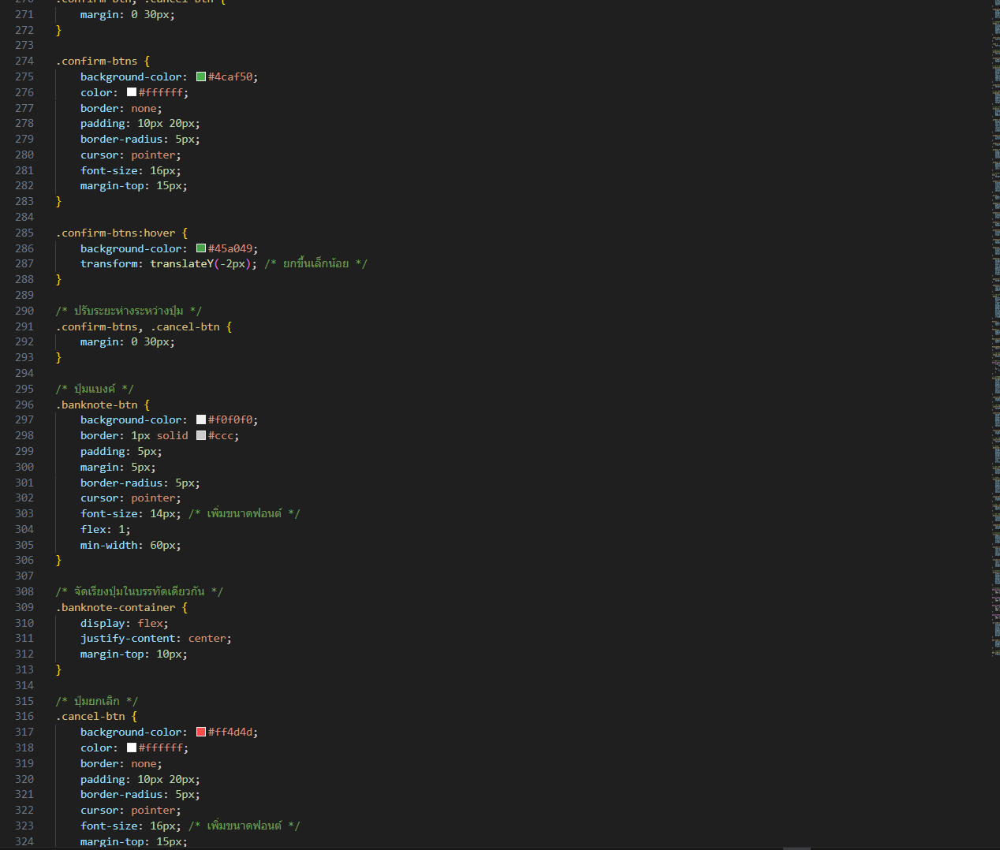 270 .confirm-btn, .cancel-btn {
271     margin: 0 30px;
272 }
273
274 .confirm-btns {
275     background-color: #4caf50;
276     color: #ffffff;
277     border: none;
278     padding: 10px 20px;
279     border-radius: 5px;
280     cursor: pointer;
281     font-size: 16px;
282     margin-top: 15px;
283 }
284
285 .confirm-btns:hover {
286     background-color: #45a049;
287     transform: translateY(-2px); /* ยกขึ้นเล็กน้อย */
288 }
289
290 /* ปรับระยะห่างระหว่างปุ่ม */
291 .confirm-btns, .cancel-btn {
292     margin: 0 30px;
293 }
294
295 /* ปุ่มแบงค์ */
296 .banknote-btn {
297     background-color: #f0f0f0;
298     border: 1px solid #ccc;
299     padding: 5px;
300     margin: 5px;
301     border-radius: 5px;
302     cursor: pointer;
303     font-size: 14px; /* เพิ่มขนาดฟอนต์ */
304     flex: 1;
305     min-width: 60px;
306 }
307
308 /* จัดเรียงปุ่มในบรรทัดเดียวกัน */
309 .banknote-container {
310     display: flex;
311     justify-content: center;
312     margin-top: 10px;
313 }
314
315 /* ปุ่มยกเลิก */
316 .cancel-btn {
317     background-color: #ff4d4d;
318     color: #ffffff;
319     border: none;
320     padding: 10px 20px;
321     border-radius: 5px;
322     cursor: pointer;
323     font-size: 16px; /* เพิ่มขนาดฟอนต์ */
324     margin-top: 15px;